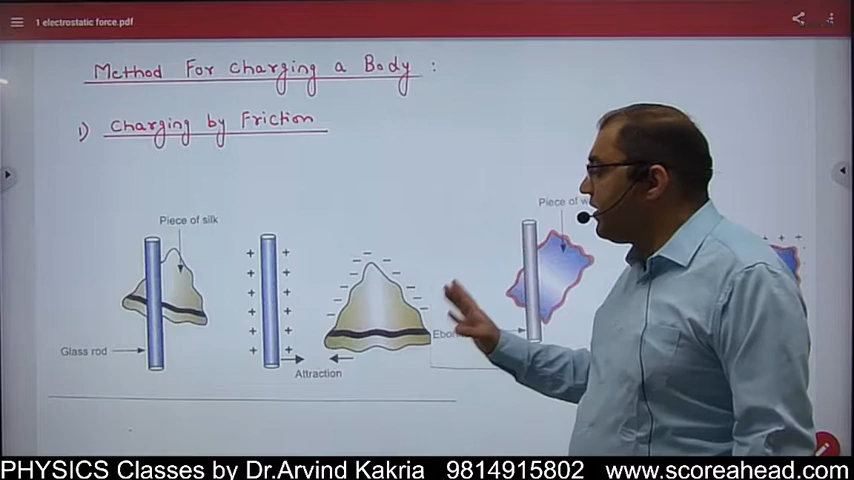 1 electrostatic force.pdf
Method For Charging a Body :
1) Charging by Friction
Piece of silk
Piece of
Glass rod
Attraction
PHYSICS Classes by Dr.Arvind Kakria 9814915802 www.scoreahead.com